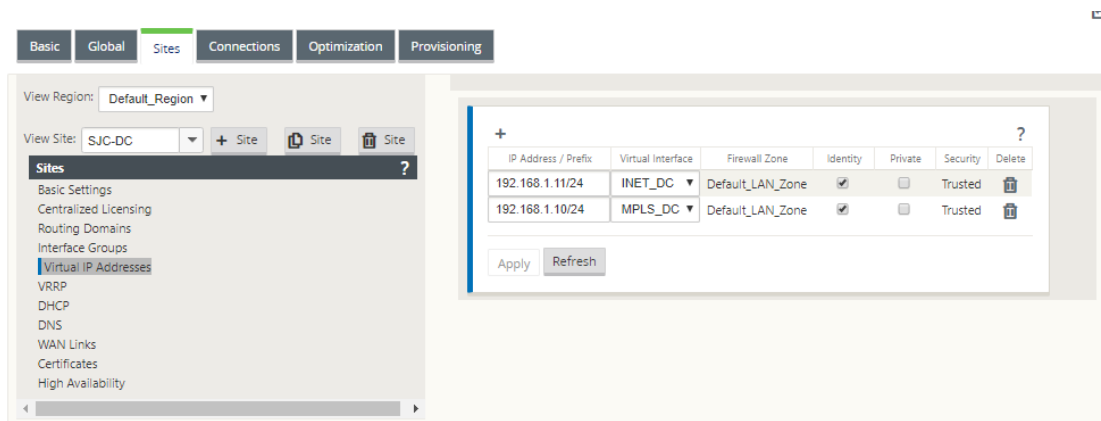 Basic Global Sites Connections Optimization Provisioning
View Region: Default_Region
View Site: SJC-DC + Site Site Site
Sites ?
Basic Settings
Centralized Licensing
Routing Domains
Interface Groups
Virtual IP Addresses
VRRP
DHCP
DNS
WAN Links
Certificates
High Availability
+ ?
IP Address / Prefix Virtual Interface Firewall Zone Identity Private Security Delete
192.168.1.11/24 INET_DC Default_LAN_Zone Trusted
192.168.1.10/24 MPLS_DC Default_LAN_Zone Trusted
Apply Refresh